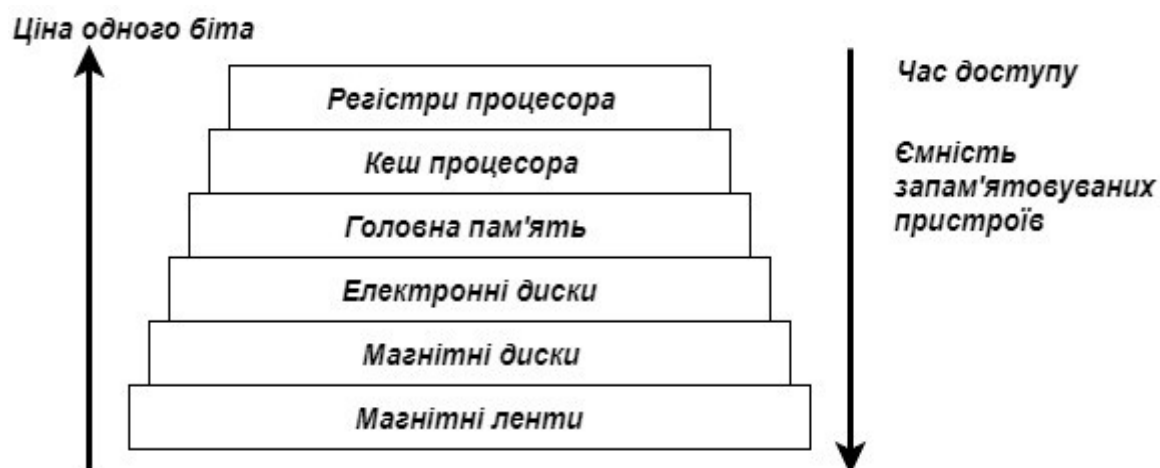 Ціна одного біта
Час доступу
Регістри процесора
Кеш процесора
Ємність
запам'ятовуваних
пристроїв
Головна пам'ять
Електронні диски
Магнітні диски
Магнітні ленти